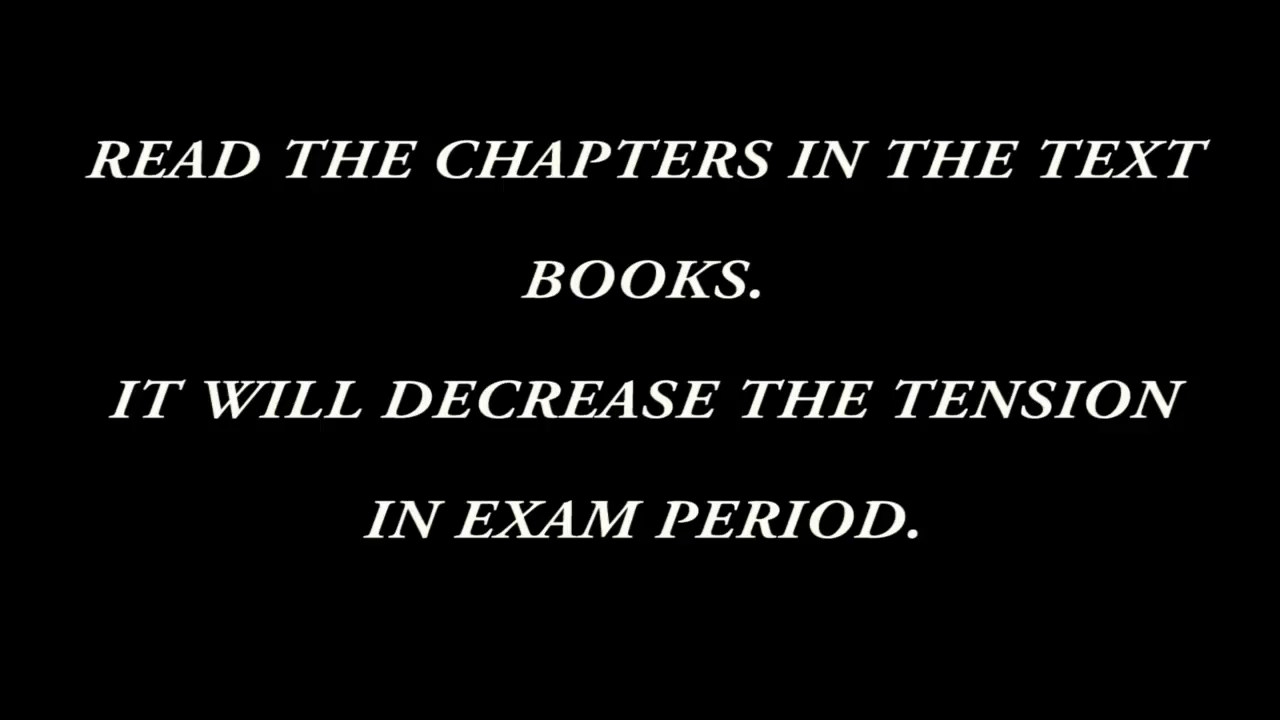 READ THE CHAPTERS IN THE TEXT
BOOKS.
IT WILL DECREASE THE TENSION
IN EXAM PERIOD.